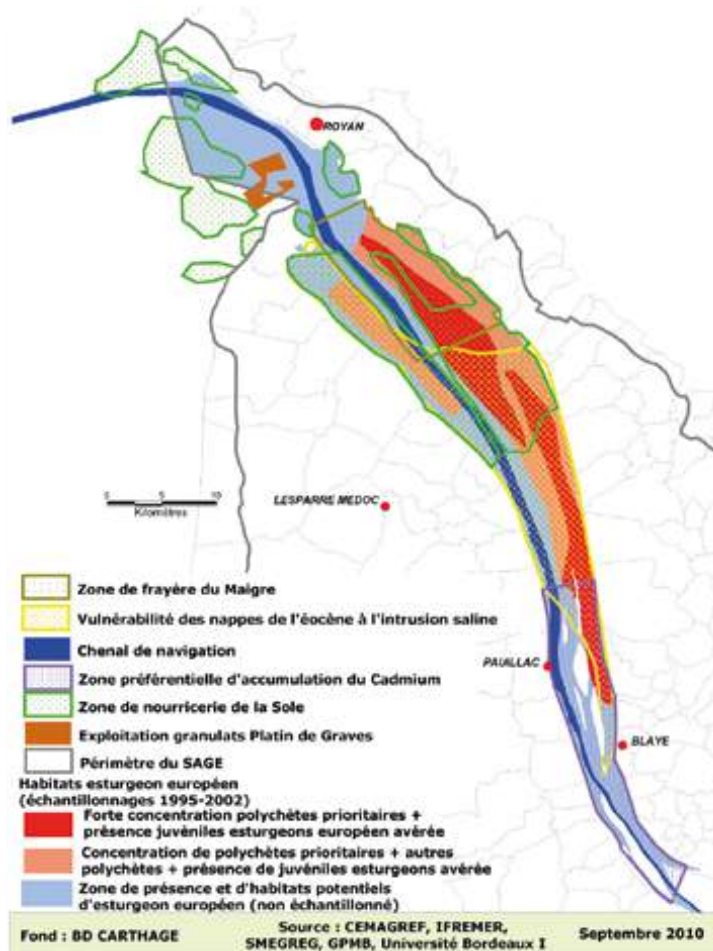 ROYAN
0 5 10
Kilomètres
LESPARRE MEDOC
PAUILLAC
BLAYE
Zone de frayère du Maigre
Vulnérabilité des nappes de l'éocène à l'intrusion saline
Chenal de navigation
Zone préférentielle d'accumulation du Cadmium
Zone de nourricerie de la Sole
Exploitation granulats Platin de Graves
Périmètre du SAGE
Habitats esturgeon européen
(échantillonnages 1995-2002)
Forte concentration polychètes prioritaires +
présence juvéniles esturgeons européen avérée
Concentration de polychètes prioritaires + autres
polychètes + présence de juvéniles esturgeons avérée
Zone de présence et d'habitats potentiels
d'esturgeon européen (non échantillonné)
Fond : BD CARTHAGE
Source : CEMAGREF, IFREMER,
SMEGREG, GPMB, Université Bordeaux I
Septembre 2010